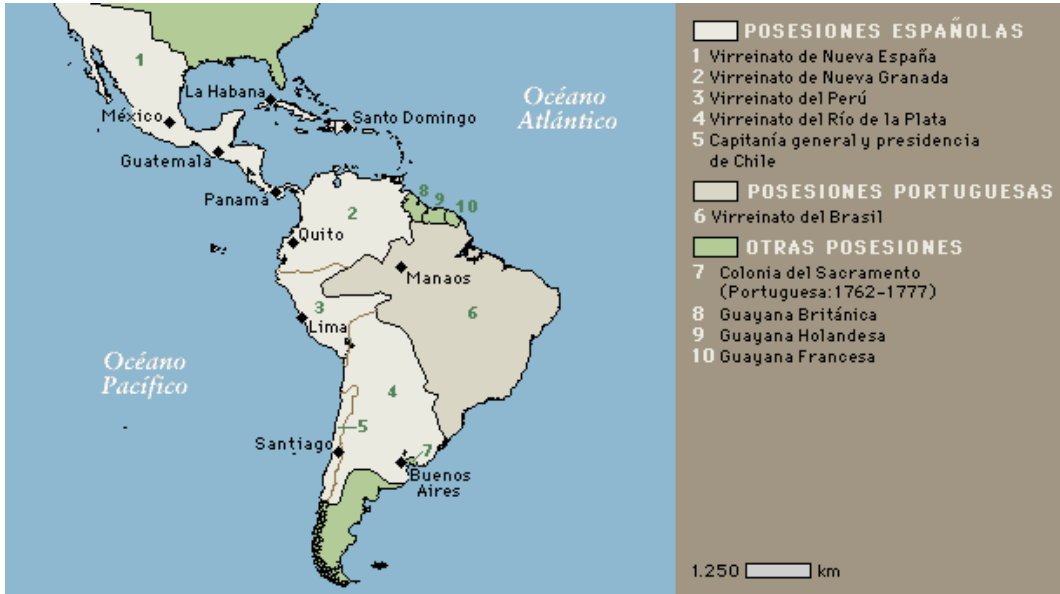 1
La Habana
México
Santo Domingo
Océano
Atlántico
Guatemala
Panamá
8
9
10
2
Quito
Manaos
3
6
Lima
Océano
Pacífico
4
5
Santiago
7
Buenos
Aires
POSESIONES ESPAÑOLAS
1 Virreinato de Nueva España
2 Virreinato de Nueva Granada
3 Virreinato del Perú
4 Virreinato del Río de la Plata
5 Capitanía general y presidencia
de Chile
POSESIONES PORTUGUESAS
6 Virreinato del Brasil
OTRAS POSESIONES
7 Colonia del Sacramento
(Portuguesa:1762-1777)
8 Guayana Británica
9 Guayana Holandesa
10 Guayana Francesa
1.250 km